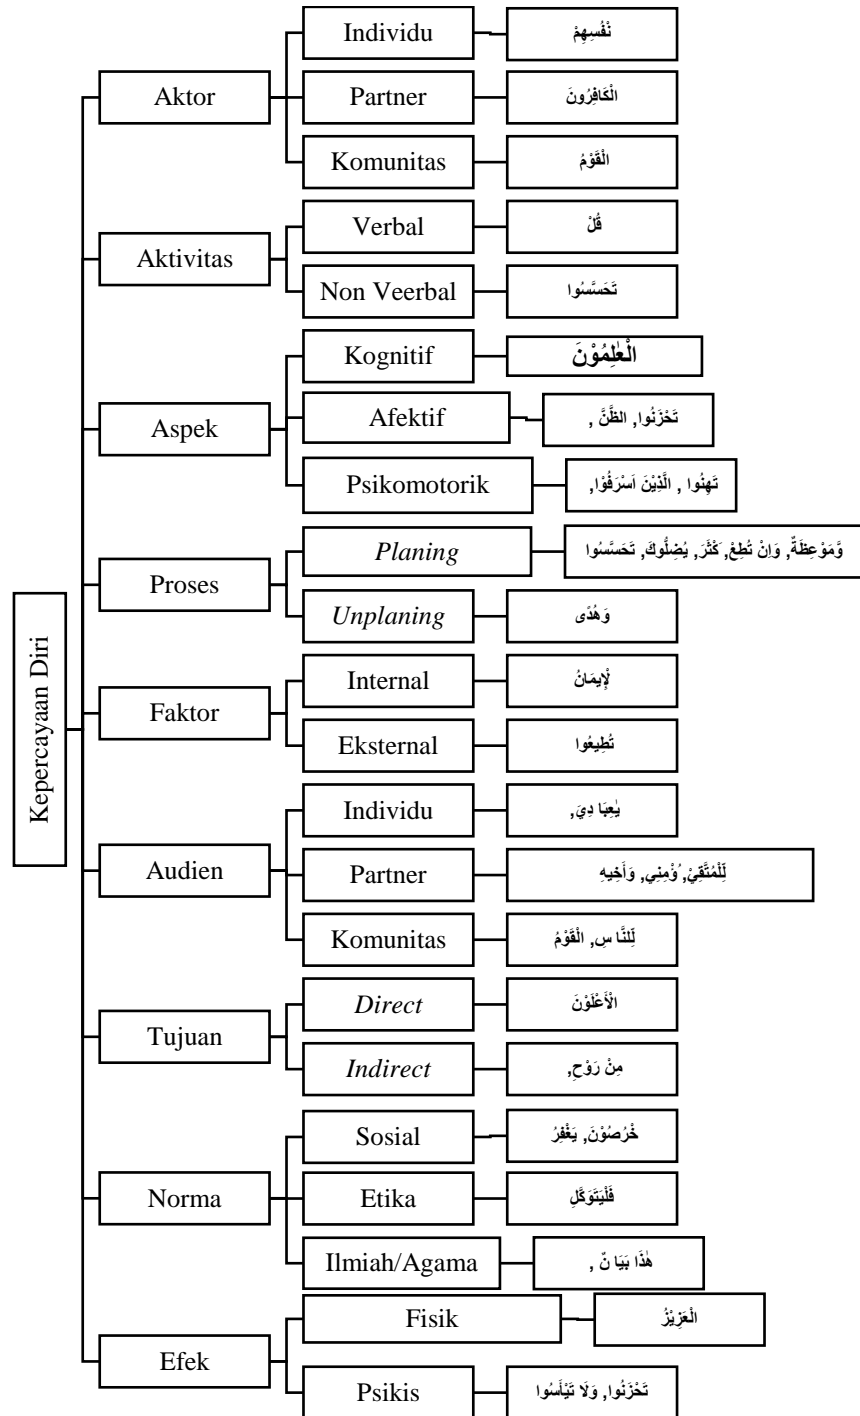 Kepercayaan Diri
Aktor
Individu
نْفُسِهِمْ
Partner
الْكَافِرُونَ
Komunitas
الْقَوْمُ
Aktivitas
Verbal
قُلْ
Non Veerbal
تَحَسَّسُوا
Aspek
Kognitif
الْعٰلِمُوْنَ
Afektif
تَحْزَنُوا, الظَّنَّ ,
Psikomotorik
تَهِنُوا , الَّذِيْنَ اَسْرَفُوْا,
Proses
Planing
وَّمَوْعِظَةٌ, وَاِنْ تُطِعْ, كْثَرَ, يُضِلُّوكَ, تَحَسَّسُوا
Unplaning
وَهُدًى
Faktor
Internal
لْإِيمَانُ
Eksternal
تُطِيعُوا
Audien
Individu
يٰعِبَا دِيَ,
Partner
لِّلْمُتَّقِيْ, ُؤْمِنِي, وَأَخِيهِ
Komunitas
لِّلنَّا سِ, الْقَوْمُ
Tujuan
Direct
الْأَعْلَوْنَ
Indirect
مِنْ رَوْحِ,
Norma
Sosial
خْرُصُوْنَ, يَغْفِرُ
Etika
فَلْيَتَوَكَّلِ
Ilmiah/Agama
هٰذَا بَيَا نٌ ,
Efek
Fisik
الْعَزِيْزُ
Psikis
تَحْزَنُوا, وَلَا تَيْأَسُوا